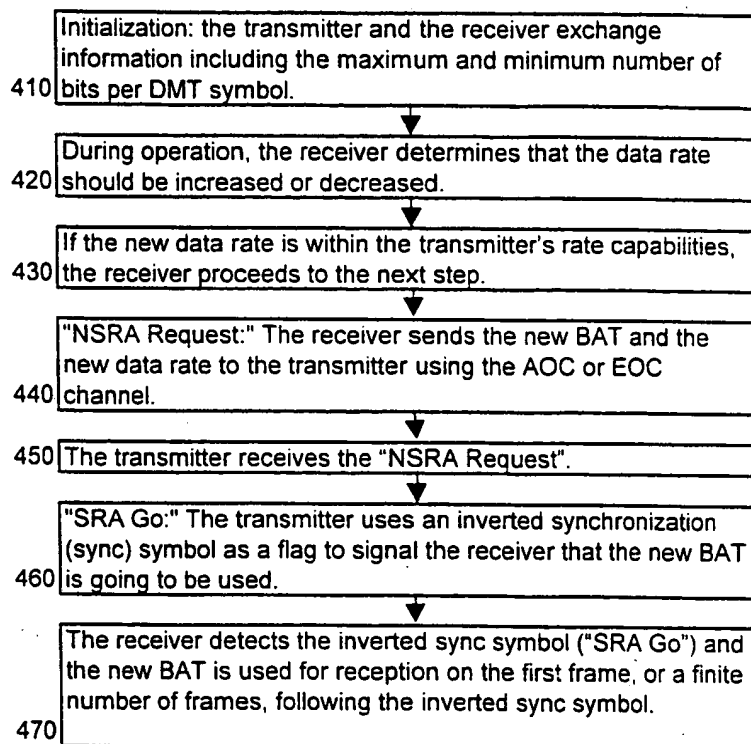 Initialization: the transmitter and the receiver exchange
information including the maximum and minimum number of
410 bits per DMT symbol.
During operation, the receiver determines that the data rate
420 should be increased or decreased.
If the new data rate is within the transmitter's rate capabilities,
430 the receiver proceeds to the next step.
"NSRA Request:" The receiver sends the new BAT and the
new data rate to the transmitter using the AOC or EOC
440 channel.
450 The transmitter receives the "NSRA Request".
"SRA Go:" The transmitter uses an inverted synchronization
(sync) symbol as a flag to signal the receiver that the new BAT
460 is going to be used.
The receiver detects the inverted sync symbol ("SRA Go") and
the new BAT is used for reception on the first frame, or a finite
number of frames, following the inverted sync symbol.
470